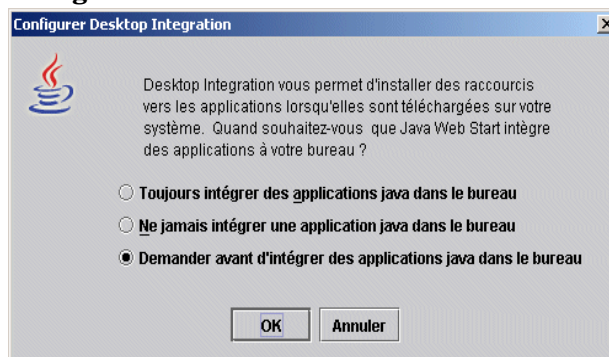 Configurer Desktop Integration
Desktop Integration vous permet d'installer des raccourcis
vers les applications lorsqu'elles sont téléchargées sur votre
système. Quand souhaitez-vous que Java Web Start intègre
des applications à votre bureau ?
Toujours intégrer des applications java dans le bureau
Ne jamais intégrer une application java dans le bureau
Demander avant d'intégrer des applications java dans le bureau
OK
Annuler